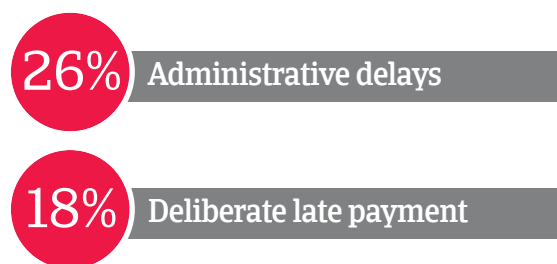 26% Administrative delays
18% Deliberate late payment